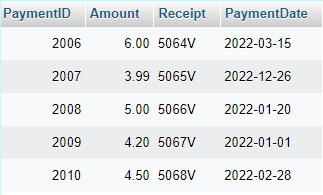 PaymentID Amount Receipt PaymentDate
2006 6.00 5064V 2022-03-15
2007 3.99 5065V 2022-12-26
2008 5.00 5066V 2022-01-20
2009 4.20 5067V 2022-01-01
2010 4.50 5068V 2022-02-28